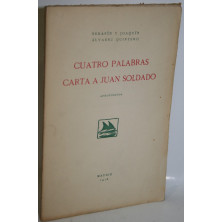 SERAFÍN Y JOAQUÍN
ÁLVAREZ QUINTERO
CUATRO PALABRAS
CARTA A JUAN SOLDADO
MADRID